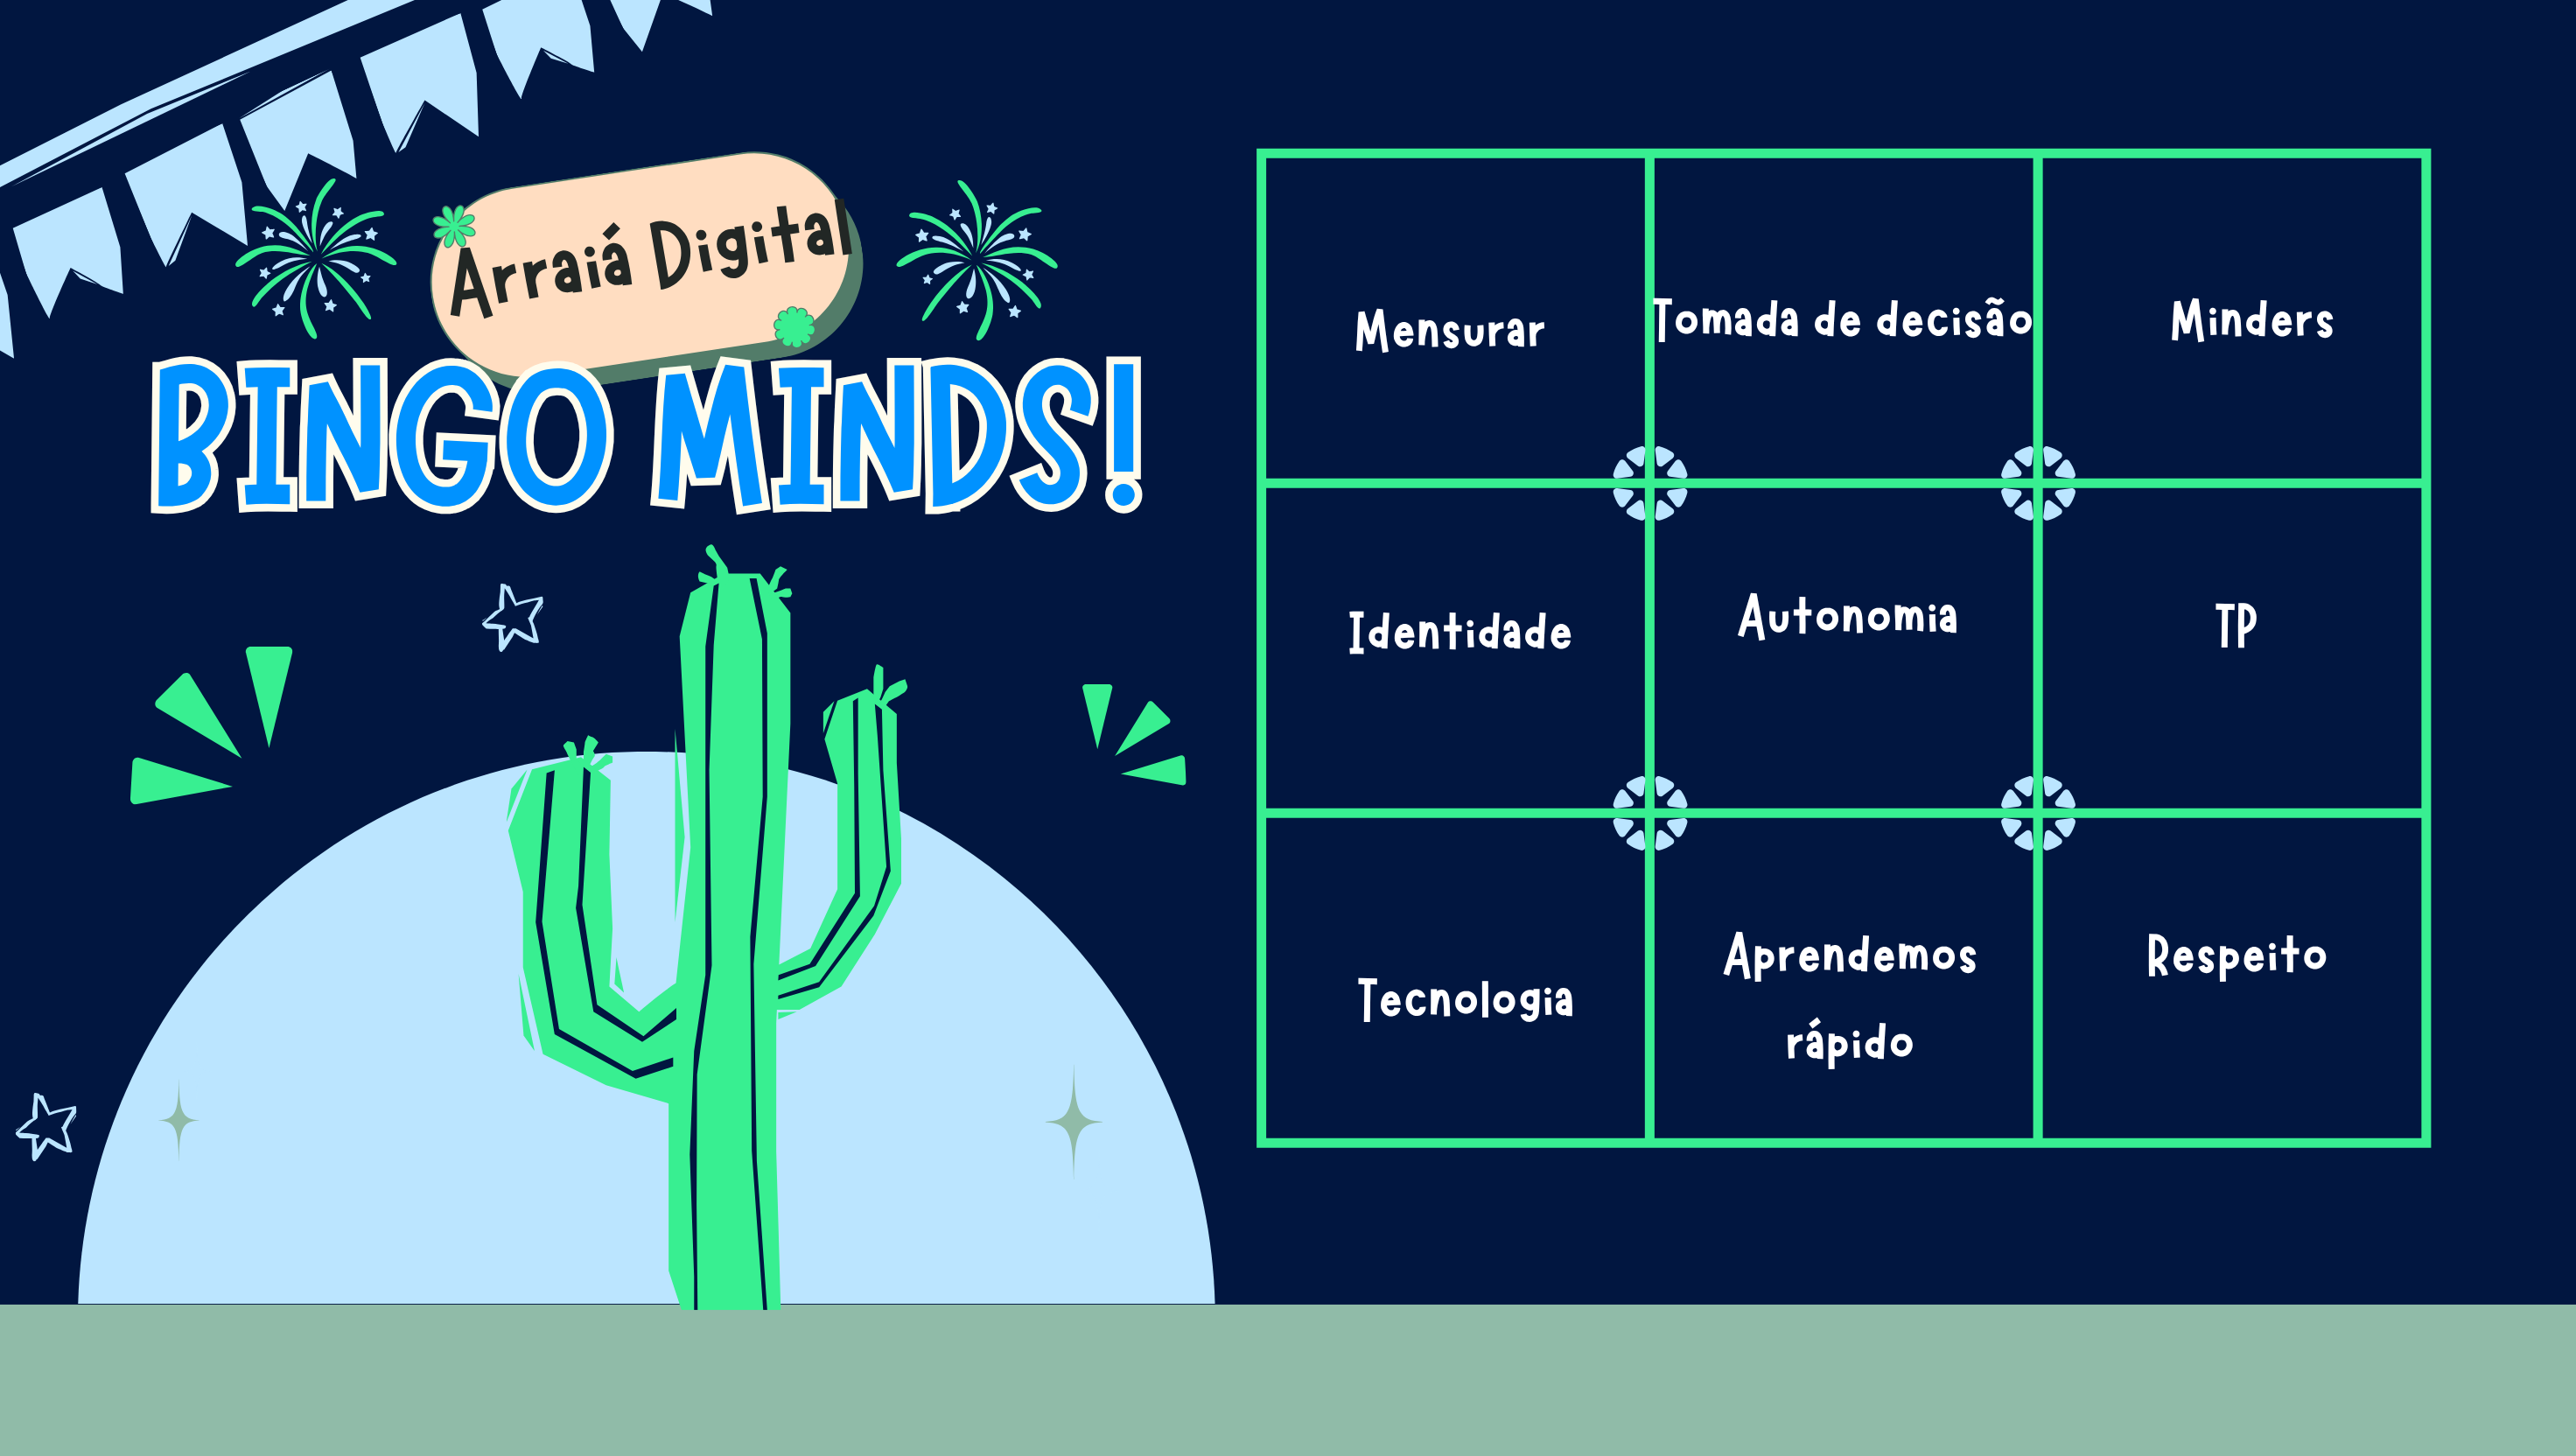 Arraiá Digital
BINGO MINDS!
Mensurar
Tomada de decisão
Minders
Identidade
Autonomia
TP
Tecnologia
Aprendemos
rápido
Respeito